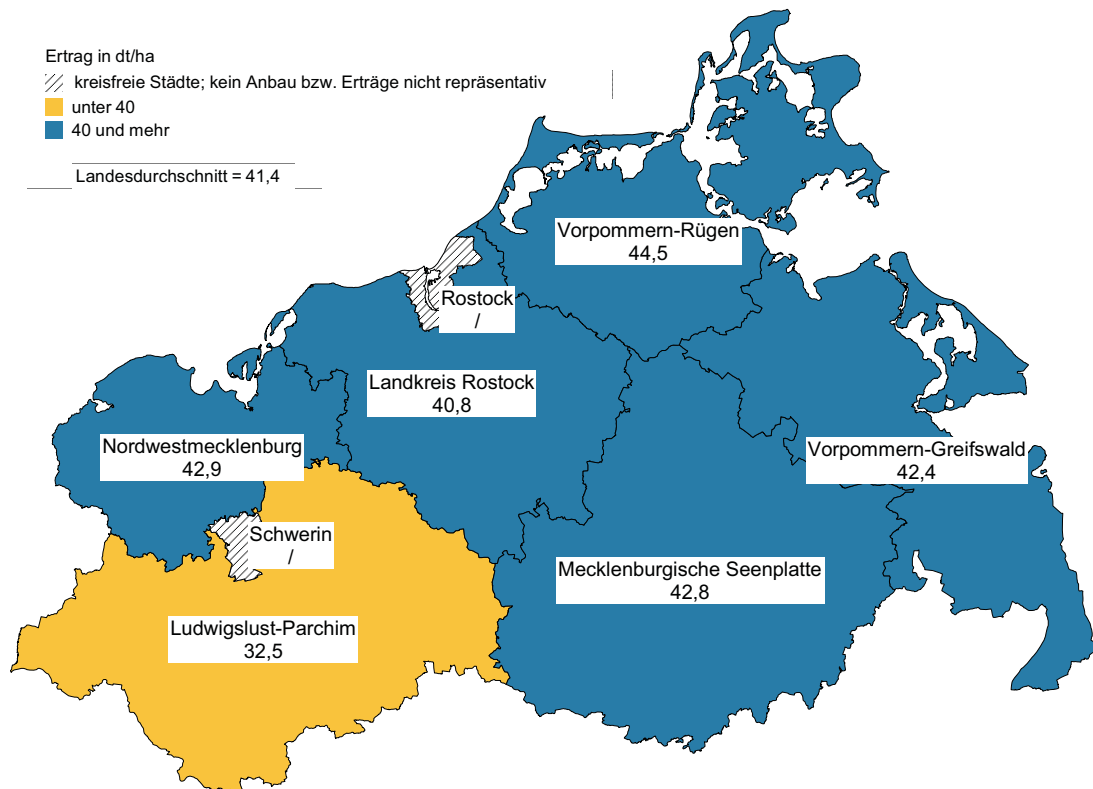 Ertrag in dt/ha
kreisfreie Städte; kein Anbau bzw. Erträge nicht repräsentativ
unter 40
40 und mehr
Landesdurchschnitt = 41,4
Vorpommern-Rügen
44,5
Rostock
/
Landkreis Rostock
40,8
Nordwestmecklenburg
42,9
Vorpommern-Greifswald
42,4
Schwerin
/
Mecklenburgische Seenplatte
42,8
Ludwigslust-Parchim
32,5